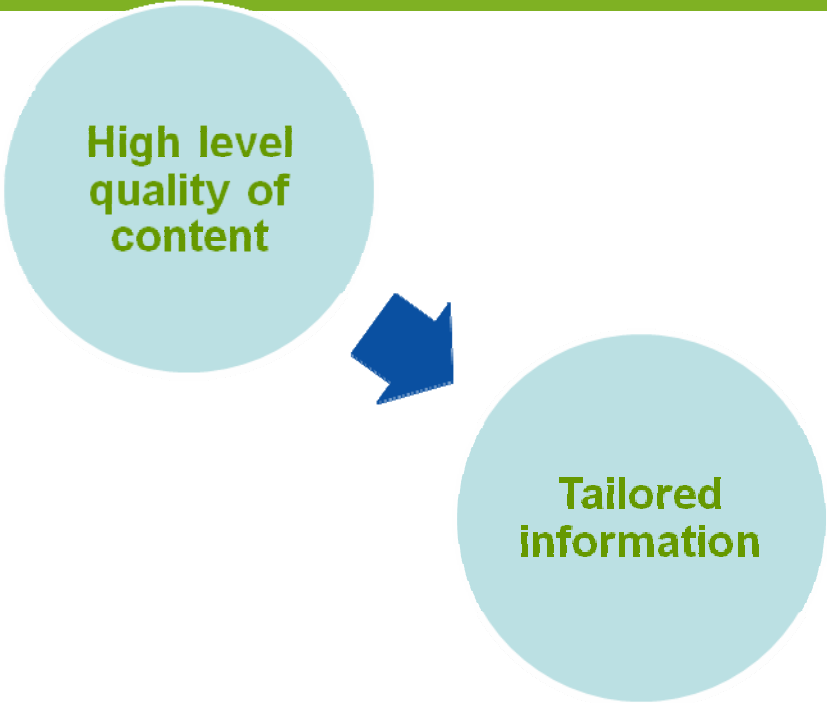 High level
quality of
content
Tailored
information